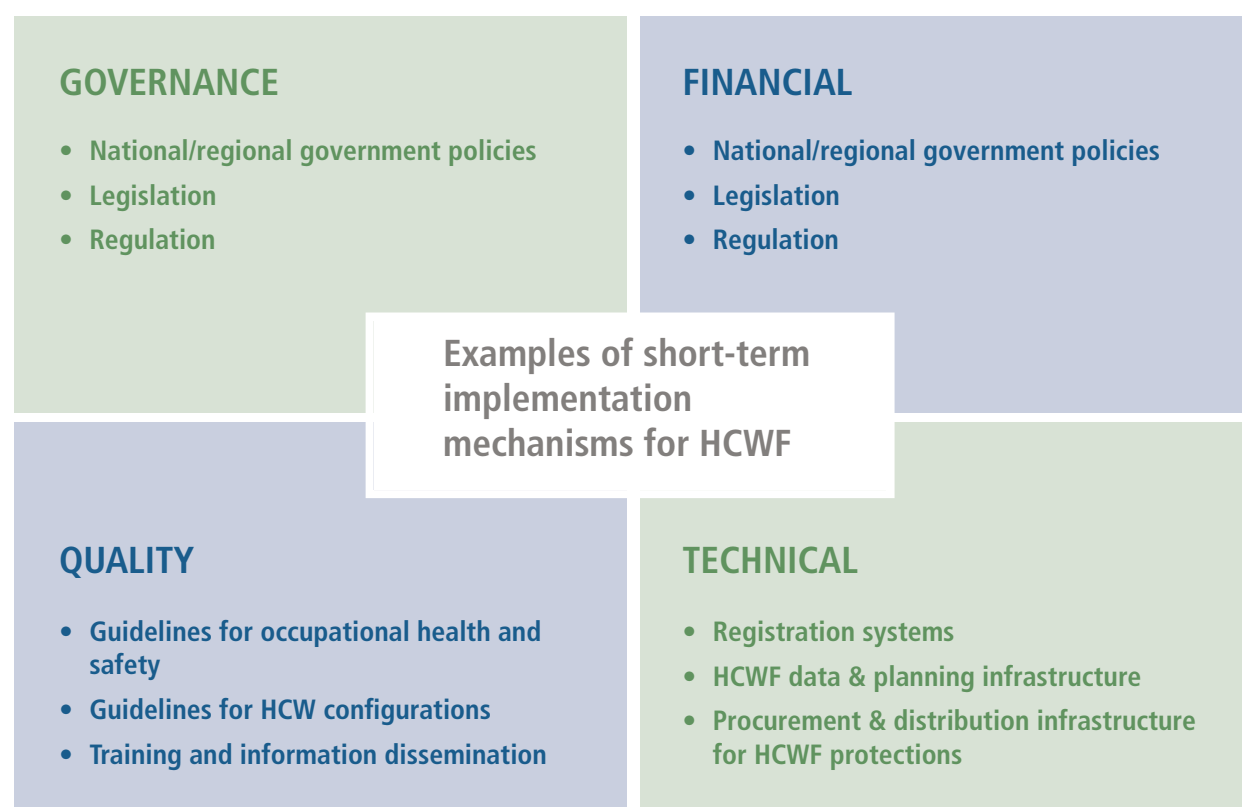 GOVERNANCE
• National/regional government policies
• Legislation
• Regulation
FINANCIAL
• National/regional government policies
• Legislation
• Regulation
Examples of short-term
implementation
mechanisms for HCWF
QUALITY
• Guidelines for occupational health and
safety
• Guidelines for HCW configurations
• Training and information dissemination
TECHNICAL
• Registration systems
• HCWF data & planning infrastructure
• Procurement & distribution infrastructure
for HCWF protections